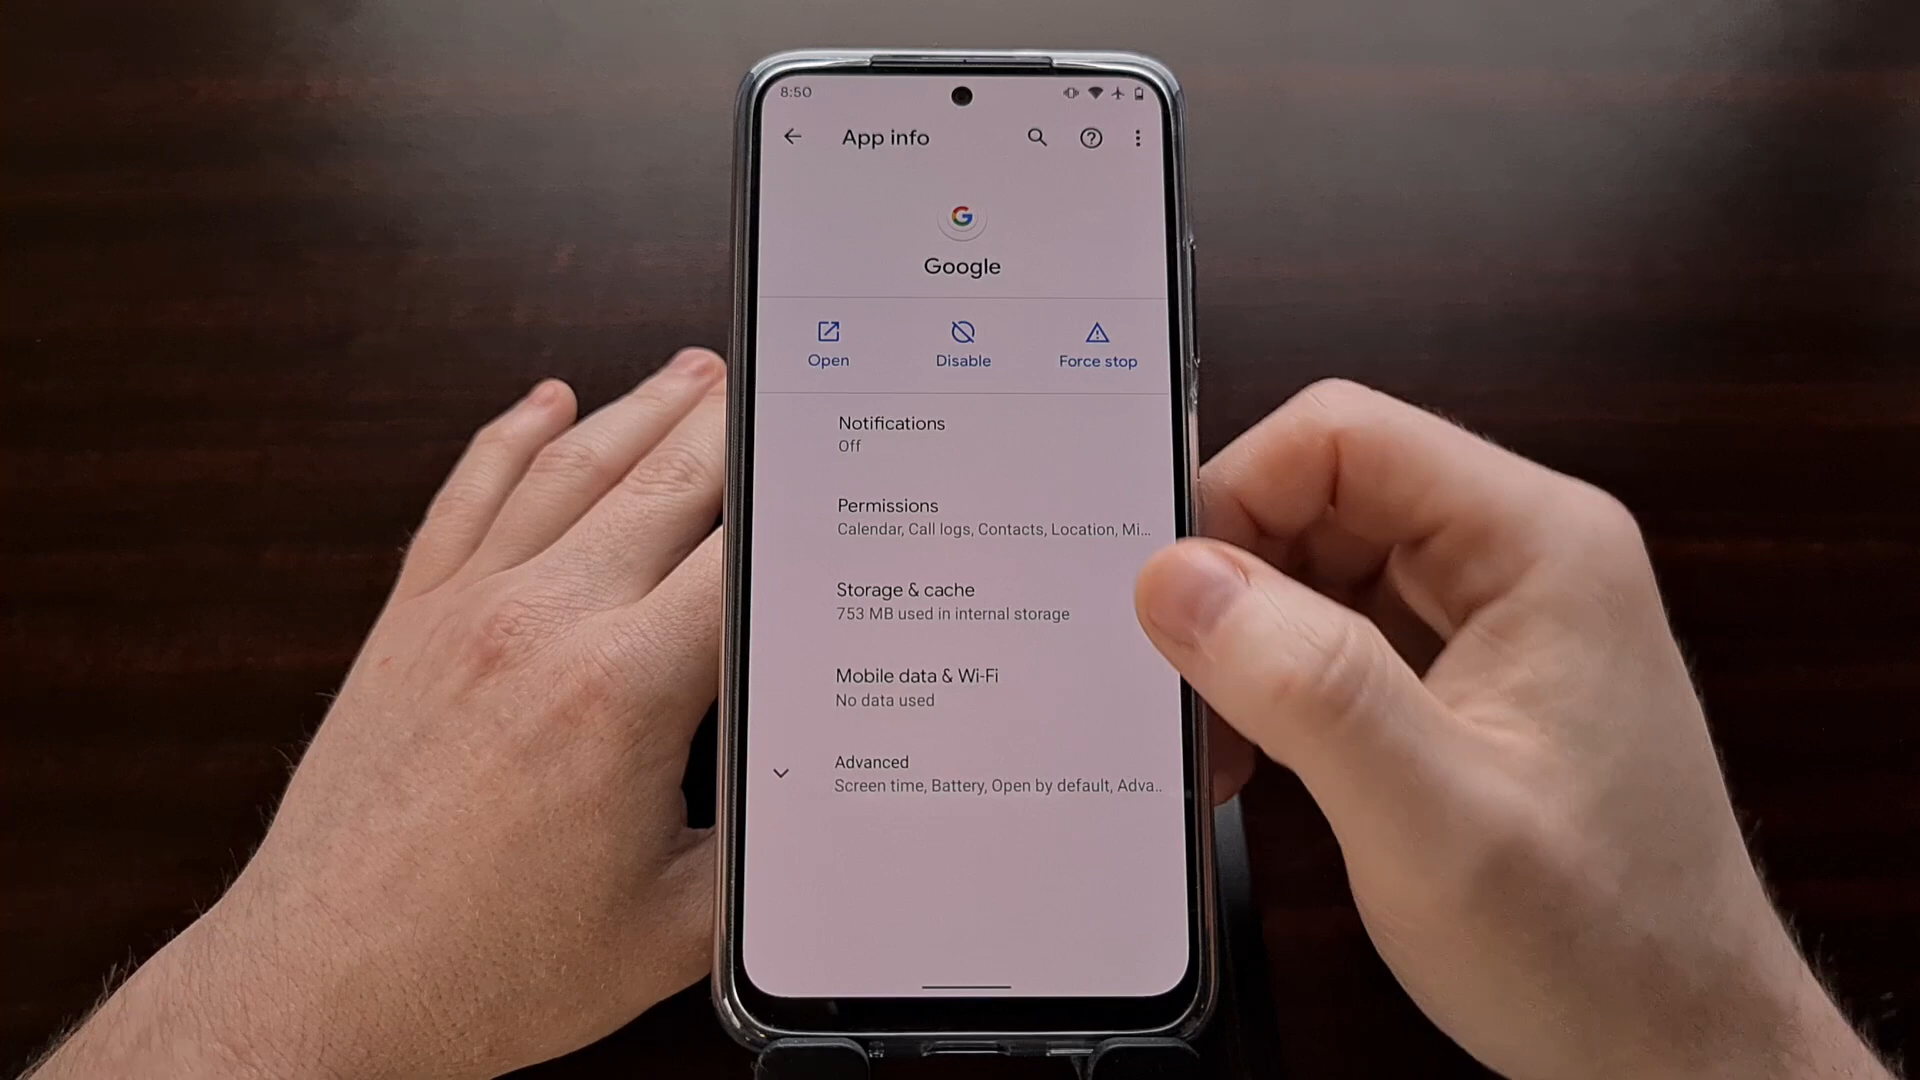 8:50
App info
Google
Open
Disable
Force stop
Notifications
Off
Permissions
Calendar, Call logs, Contacts, Location, Mi...
Storage & cache
753 MB used in internal storage
Mobile data & Wi-Fi
No data used
Advanced
Screen time, Battery, Open by default, Adva..